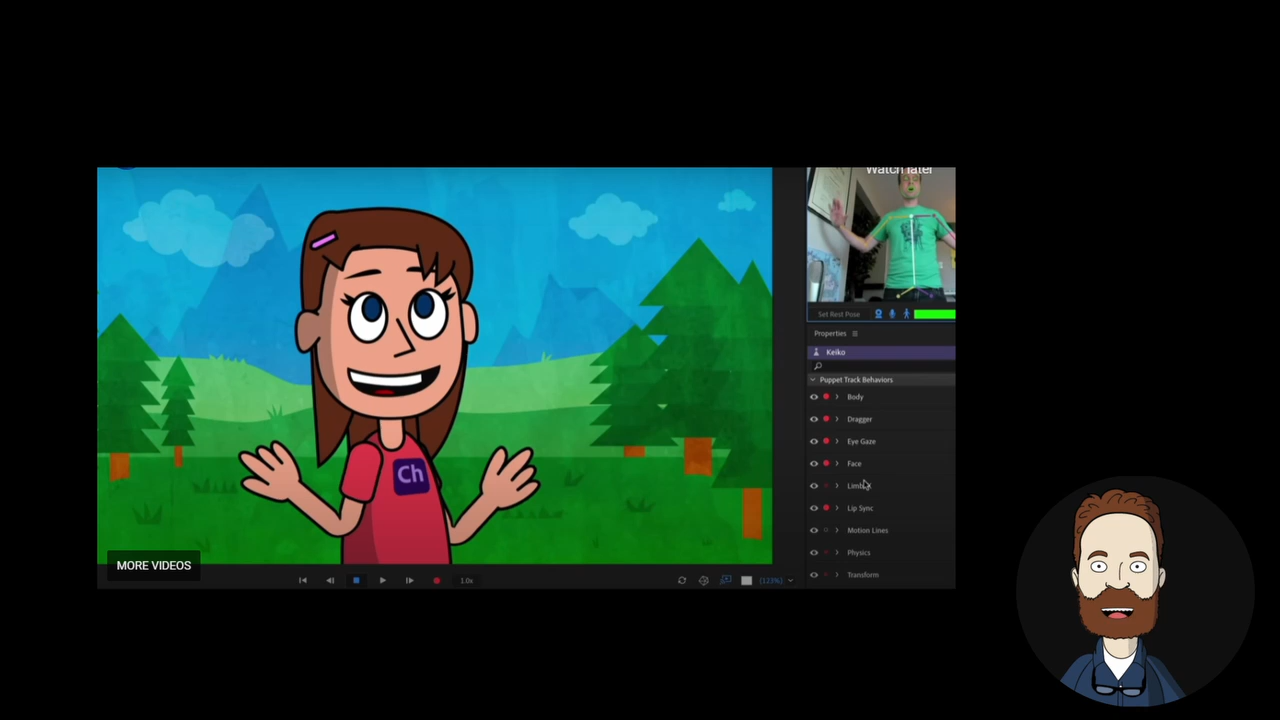 Watch later
Ch
Set Rest Pose
Properties
Keiko
Puppet Track Behaviors
Body
Dragger
Eye Gaze
Face
Lip Sync
Motion Lines
Physics
Transform
MORE VIDEOS
1.0x
(123%)